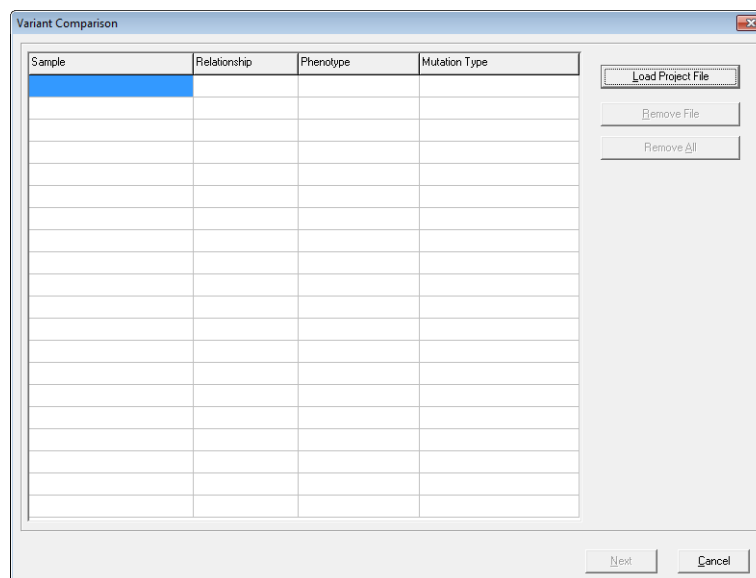 Variant Comparison
Sample Relationship Phenotype Mutation Type
Load Project File
Remove File
Remove All
Next Cancel